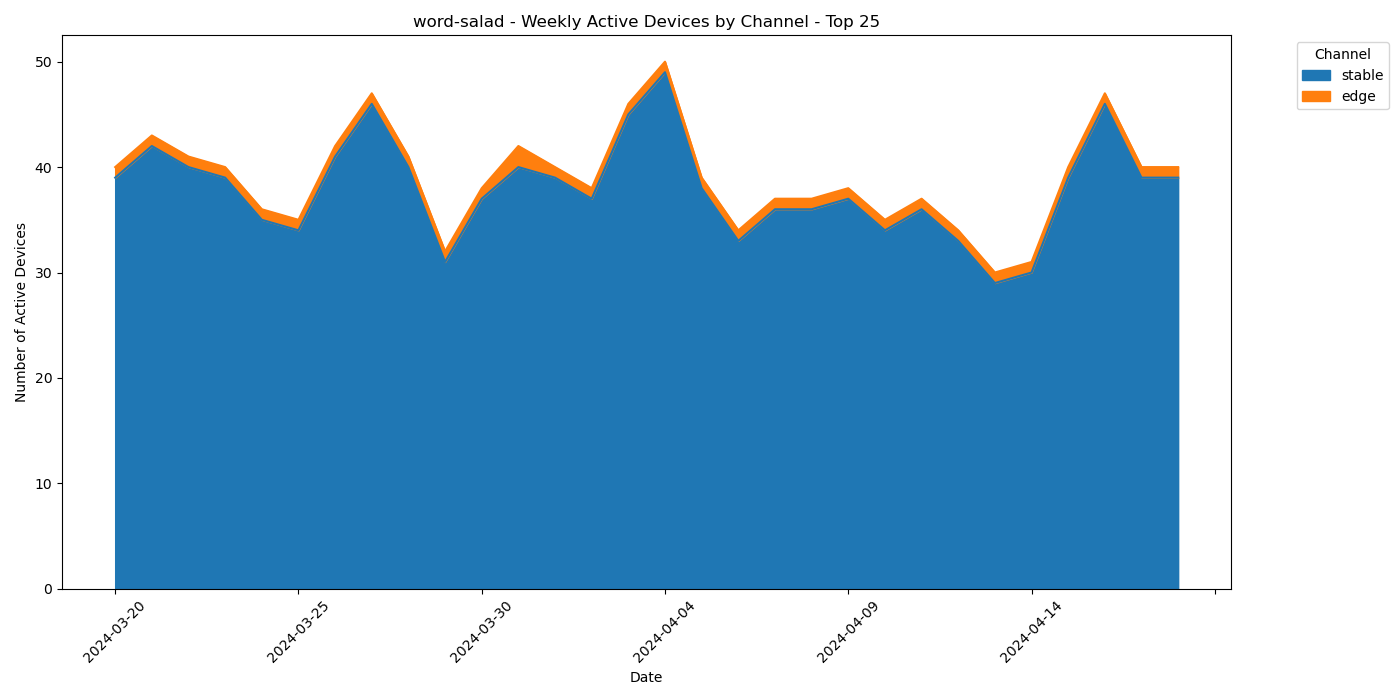 word-salad - Weekly Active Devices by Channel - Top 25
Channel
stable
edge
Number of Active Devices
50
40
30
20
10
0
2024-03-20
2024-03-25
2024-03-30
2024-04-04
2024-04-09
2024-04-14
Date